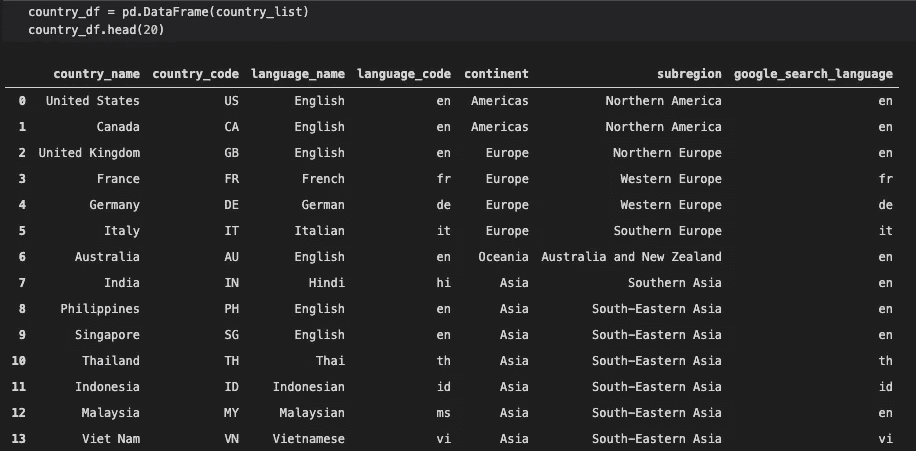 country_df = pd.DataFrame(country_list)
country_df.head(20)
country_name country_code language_name language_code continent subregion google_search_language
0 United States US English en Americas Northern America en
1 Canada CA English en Americas Northern America en
2 United Kingdom GB English en Europe Northern Europe en
3 France FR French fr Europe Western Europe fr
4 Germany DE German de Europe Western Europe de
5 Italy IT Italian it Europe Southern Europe it
6 Australia AU English en Oceania Australia and New Zealand en
7 India IN Hindi hi Asia Southern Asia en
8 Philippines PH English en Asia South-Eastern Asia en
9 Singapore SG English en Asia South-Eastern Asia en
10 Thailand TH Thai th Asia South-Eastern Asia th
11 Indonesia ID Indonesian id Asia South-Eastern Asia id
12 Malaysia MY Malaysian ms Asia South-Eastern Asia en
13 Viet Nam VN Vietnamese vi Asia South-Eastern Asia vi